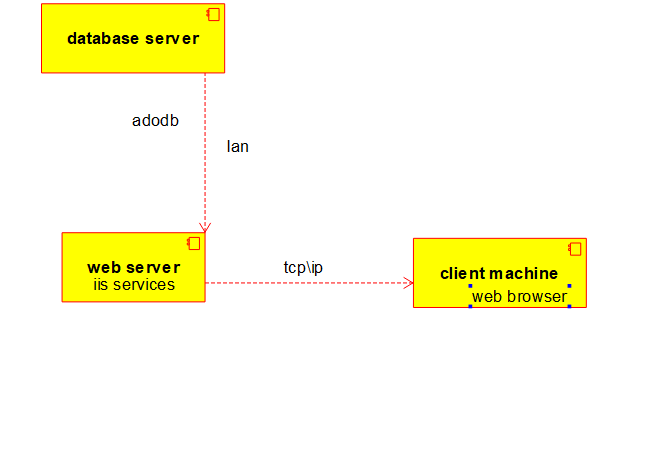 database server
adodb
lan
web server
iis services
tcp\ip
client machine
web browser